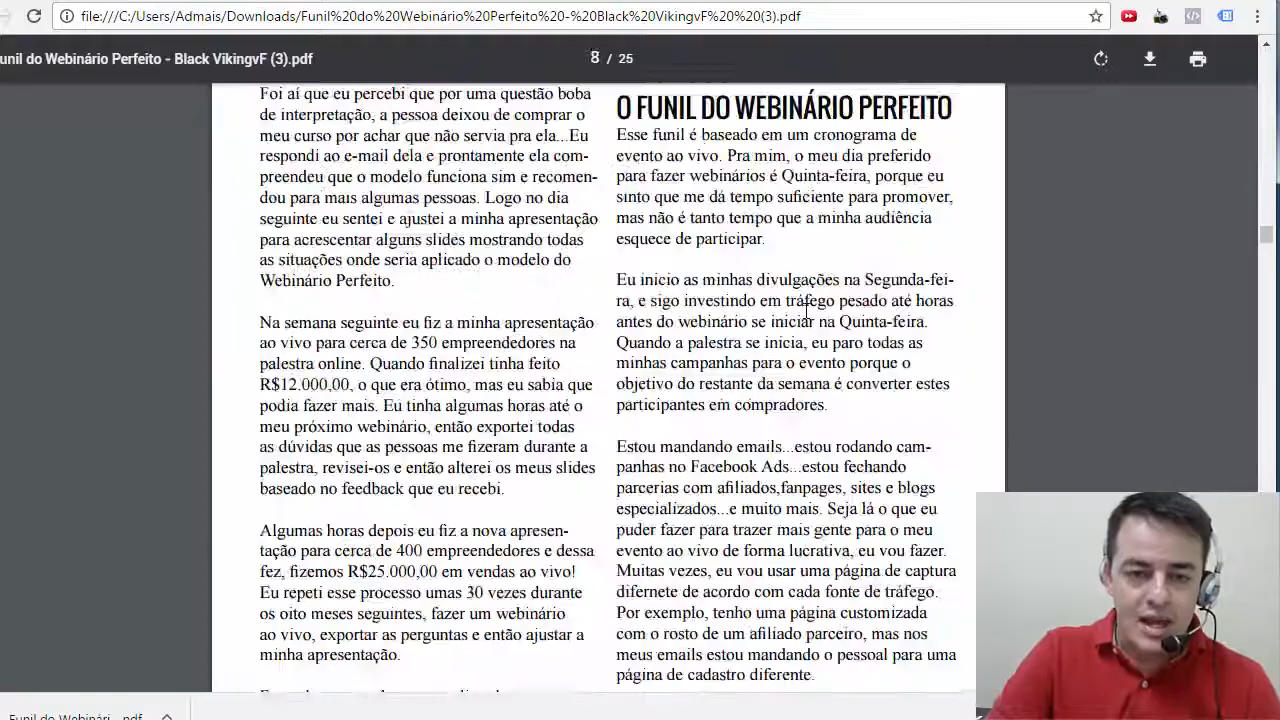 file:///C:/Users/Admais/Downloads/Funil%20do%20Webinário%20Perfeito%20-%20Black%20VikingvF%20%20(3).pdf
unil do Webinário Perfeito - Black VikingvF (3).pdf
8 / 25
Foi aí que eu percebi que por uma questão boba
de interpretação, a pessoa deixou de comprar o
meu curso por achar que não servia pra ela...Eu
respondi ao e-mail dela e prontamente ela com-
preendeu que o modelo funciona sim e recomen-
dou para mais algumas pessoas. Logo no dia
seguinte eu sentei e ajustei a minha apresentação
para acrescentar alguns slides mostrando todas
as situações onde seria aplicado o modelo do
Webinário Perfeito.
Na semana seguinte eu fiz a minha apresentação
ao vivo para cerca de 350 empreendedores na
palestra online. Quando finalizei tinha feito
R$12.000,00, o que era ótimo, mas eu sabia que
podia fazer mais. Eu tinha algumas horas até o
meu próximo webinário, então exportei todas
as dúvidas que as pessoas me fizeram durante a
palestra, revisei-os e então alterei os meus slides
baseado no feedback que eu recebi.
Algumas horas depois eu fiz a nova apresen-
tação para cerca de 400 empreendedores e dessa
fez, fizemos R$25.000,00 em vendas ao vivo!
Eu repeti esse processo umas 30 vezes durante
os oito meses seguintes, fazer um webinário
ao vivo, exportar as perguntas e então ajustar a
minha apresentação.
O FUNIL DO WEBINÁRIO PERFEITO
Esse funil é baseado em um cronograma de
evento ao vivo. Pra mim, o meu dia preferido
para fazer webinários é Quinta-feira, porque eu
sinto que me dá tempo suficiente para promover,
mas não é tanto tempo que a minha audiência
esquece de participar.
Eu inicio as minhas divulgações na Segunda-fei-
ra, e sigo investindo em tráfego pesado até horas
antes do webinário se iniciar na Quinta-feira.
Quando a palestra se inicia, eu paro todas as
minhas campanhas para o evento porque o
objetivo do restante da semana é converter estes
participantes em compradores.
Estou mandando emails...estou rodando cam-
panhas no Facebook Ads...estou fechando
parcerias com afiliados,fanpages, sites e blogs
especializados...e muito mais. Seja lá o que eu
puder fazer para trazer mais gente para o meu
evento ao vivo de forma lucrativa, eu vou fazer.
Muitas vezes, eu vou usar uma página de captura
difernete de acordo com cada fonte de tráfego.
Por exemplo, tenho uma página customizada
com o rosto de um afiliado parceiro, mas nos
meus emails estou mandando o pessoal para uma
página de cadastro diferente.
Funil do Webinári....pdf